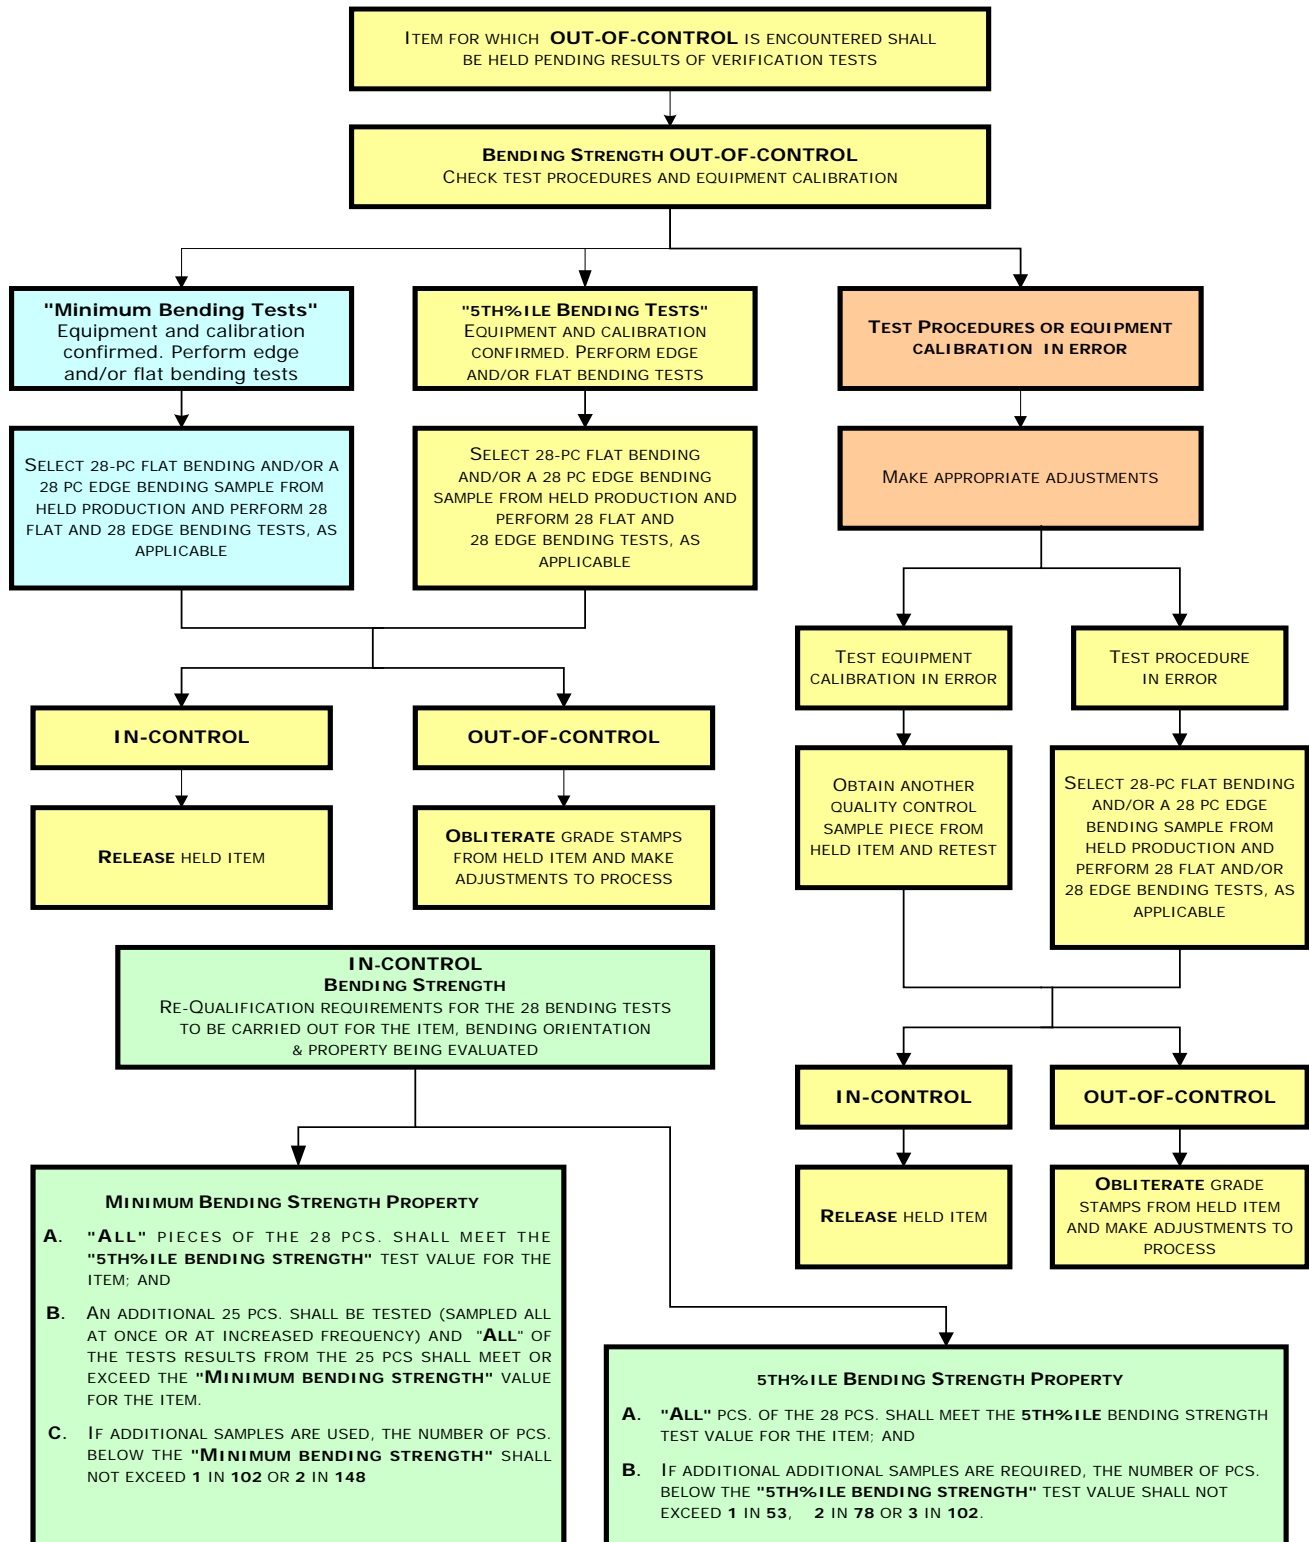 ITEM FOR WHICH OUT-OF-CONTROL IS ENCOUNTERED SHALL
BE HELD PENDING RESULTS OF VERIFICATION TESTS
BENDING STRENGTH OUT-OF-CONTROL
CHECK TEST PROCEDURES AND EQUIPMENT CALIBRATION
"Minimum Bending Tests"
Equipment and calibration
confirmed. Perform edge
and/or flat bending tests
"5TH%ILE BENDING TESTS"
EQUIPMENT AND CALIBRATION
CONFIRMED. PERFORM EDGE
AND/OR FLAT BENDING TESTS
TEST PROCEDURES OR EQUIPMENT
CALIBRATION IN ERROR
SELECT 28-PC FLAT BENDING AND/OR A
28 PC EDGE BENDING SAMPLE FROM
HELD PRODUCTION AND PERFORM 28
FLAT AND 28 EDGE BENDING TESTS, AS
APPLICABLE
SELECT 28-PC FLAT BENDING
AND/OR A 28 PC EDGE BENDING
SAMPLE FROM HELD PRODUCTION AND
PERFORM 28 FLAT AND
28 EDGE BENDING TESTS, AS
APPLICABLE
MAKE APPROPRIATE ADJUSTMENTS
TEST EQUIPMENT
CALIBRATION IN ERROR
TEST PROCEDURE
IN ERROR
IN-CONTROL
OUT-OF-CONTROL
OBTAIN ANOTHER
QUALITY CONTROL
SAMPLE PIECE FROM
HELD ITEM AND RETEST
SELECT 28-PC FLAT BENDING
AND/OR A 28 PC EDGE
BENDING SAMPLE FROM
HELD PRODUCTION AND
PERFORM 28 FLAT AND/OR
28 EDGE BENDING TESTS, AS
APPLICABLE
RELEASE HELD ITEM
OBLITERATE GRADE STAMPS
FROM HELD ITEM AND MAKE
ADJUSTMENTS TO PROCESS
IN-CONTROL
BENDING STRENGTH
RE-QUALIFICATION REQUIREMENTS FOR THE 28 BENDING TESTS
TO BE CARRIED OUT FOR THE ITEM, BENDING ORIENTATION
& PROPERTY BEING EVALUATED
IN-CONTROL
OUT-OF-CONTROL
RELEASE HELD ITEM
OBLITERATE GRADE
STAMPS FROM HELD ITEM
AND MAKE ADJUSTMENTS TO
PROCESS
MINIMUM BENDING STRENGTH PROPERTY
A. "ALL" PIECES OF THE 28 PCS. SHALL MEET THE
"5TH%ILE BENDING STRENGTH" TEST VALUE FOR THE
ITEM; AND
B. AN ADDITIONAL 25 PCS. SHALL BE TESTED (SAMPLED ALL
AT ONCE OR AT INCREASED FREQUENCY) AND "ALL" OF
THE TESTS RESULTS FROM THE 25 PCS SHALL MEET OR
EXCEED THE "MINIMUM BENDING STRENGTH" VALUE
FOR THE ITEM.
C. IF ADDITIONAL SAMPLES ARE USED, THE NUMBER OF PCS.
BELOW THE "MINIMUM BENDING STRENGTH" SHALL
NOT EXCEED 1 IN 102 OR 2 IN 148
5TH%ILE BENDING STRENGTH PROPERTY
A. "ALL" PCS. OF THE 28 PCS. SHALL MEET THE 5TH%ILE BENDING STRENGTH
TEST VALUE FOR THE ITEM; AND
B. IF ADDITIONAL ADDITIONAL SAMPLES ARE REQUIRED, THE NUMBER OF PCS.
BELOW THE "5TH%ILE BENDING STRENGTH" TEST VALUE SHALL NOT
EXCEED 1 IN 53, 2 IN 78 OR 3 IN 102.